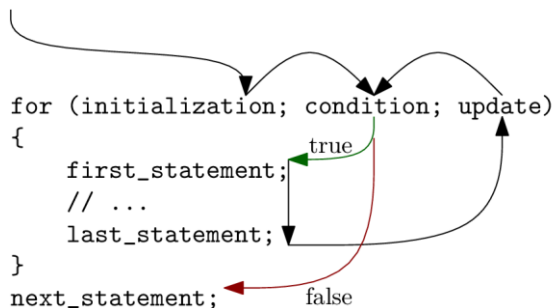 for (initialization; condition; update)
{
true
first_statement;
// ...
last_statement;
}
next_statement;
false